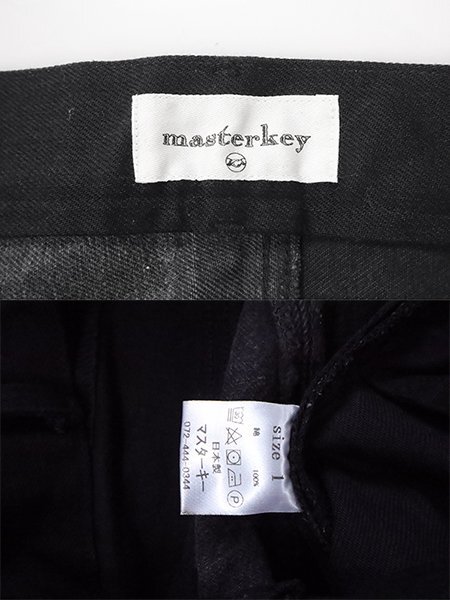 masterkey
size 1
綿 100%
日本製
マスターキー
072-444-0344